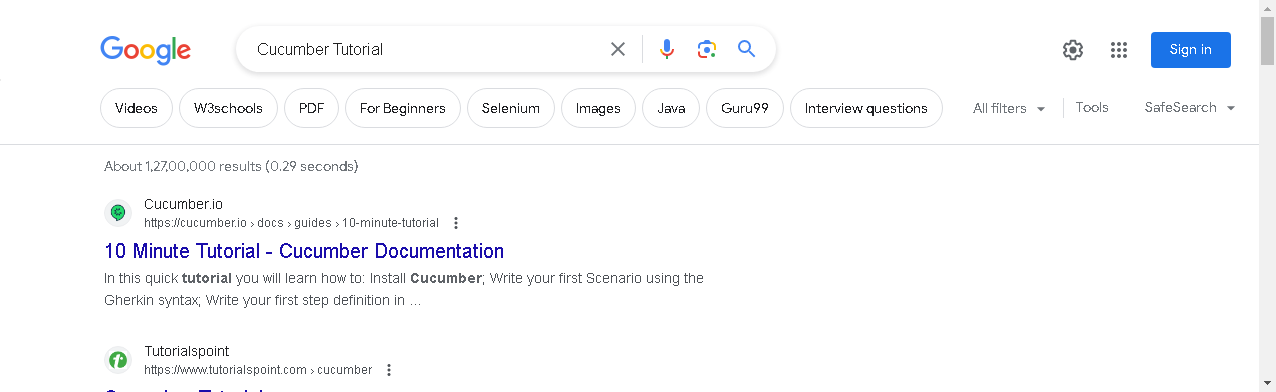 Google
Cucumber Tutorial
Sign in
Videos W3schools PDF For Beginners Selenium Images Java Guru99 Interview questions All filters Tools SafeSearch
About 1,27,00,000 results (0.29 seconds)
Cucumber.io
https://cucumber.io › docs › guides › 10-minute-tutorial
10 Minute Tutorial - Cucumber Documentation
In this quick tutorial you will learn how to: Install Cucumber; Write your first Scenario using the
Gherkin syntax; Write your first step definition in ...
Tutorialspoint
https://www.tutorialspoint.com › cucumber